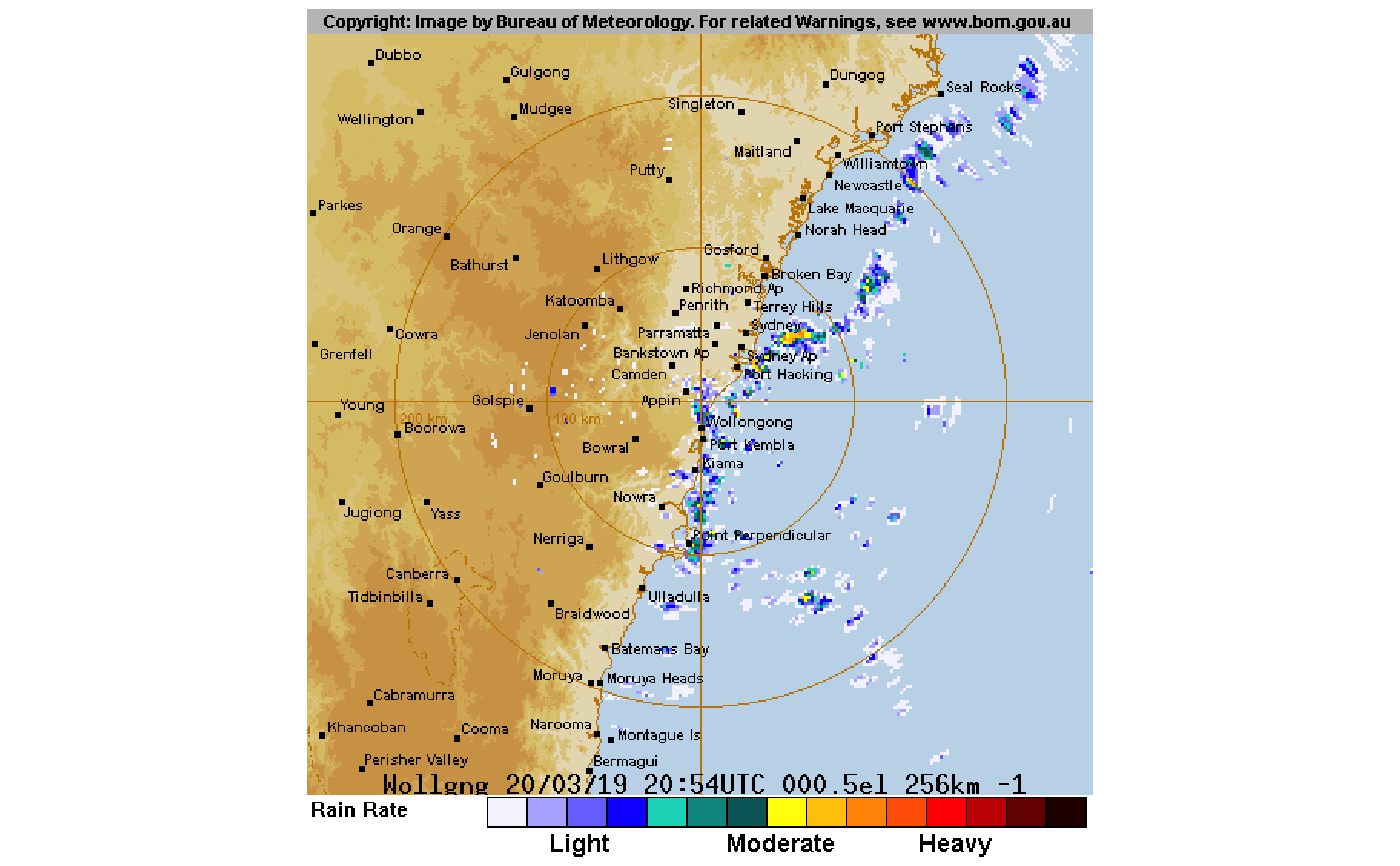 Copyright: Image by Bureau of Meteorology. For related Warnings, see www.bom.gov.au
Dubbo
Gulgong
Dungog
Seal Rocks
Singleton
Mudgee
Wellington
Port Stephens
Maitland
Williamtown
Putty
Newcastle
Parkes
Lake Macquarie
Orange
Norah Head
Gosford
Bathurst
Lithgow
Broken Bay
Richmond Ap
Katoomba
Penrith
Terrey Hills
Cowra
Jenolan
Parramatta
Sydney
Grenfell
Bankstown Ap
Sydney Ap
Camden
Port Hacking
Young
Golspie
Appin
200 km
100 km
Boorowa
Wollongong
Bowral
Port Kembla
Kiama
Goulburn
Nowra
Jugiong
Yass
Nerriga
Point Perpendicular
Canberra
Tidbinbilla
Braidwood
Ulladulla
Batemans Bay
Moruya
Moruya Heads
Cabramurra
Khancoban
Cooma
Narooma
Montague Is
Perisher Valley
Bermagui
Wollgng 20/03/19 20:54UTC 000.5el 256km -1
Rain Rate
Light
Moderate
Heavy